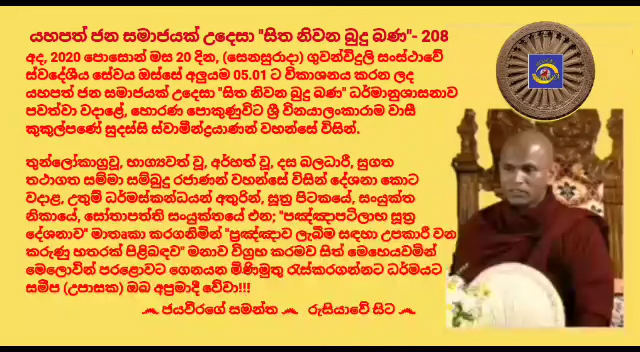 යහපත් ජන සමාජයක් උදෙසා "සිත නිවන බුදු බණ"- 208
අද, 2020 පොසොන් මස 20 දින, (සෙනසුරාදා) ගුවන්විදුලි සංස්ථාවේ
ස්වදේශීය සේවය ඔස්සේ අලුයම 05.01 ට විකාශනය කරන ලද
යහපත් ජන සමාජයක් උදෙසා "සිත නිවන බුදු බණ" ධර්මානුශාසනාව
පවත්වා වදාළේ, හොරණ පොකුණුවිට ශ්‍රී විනයාලංකාරාම වාසී
කුකුල්පණේ සුදස්සි ස්වාමින්ද්‍රයාණන් වහන්සේ විසින්.
තුන්ලෝකාග්‍රවූ, භාග්‍යවත් වූ, අර්හත් වූ, දස බලධාරී, සුගත
තථාගත සම්මා සම්බුදු රජාණන් වහන්සේ විසින් දේශනා කොට
වදාළ, උතුම් ධර්මස්කන්ධයන් අතුරින්, සූත්‍ර පිටකයේ, සංයුක්ත
නිකායේ, සෝතාපත්ති සංයුක්තයේ එන; "පඤ්ඤාපටිලාභ සූත්‍ර
දේශනාව" මාතෘකා කරගනිමින් "ප්‍රඤ්ඤාව ලැබීම සඳහා උපකාරී වන
කරුණු හතරක් පිළිබඳව" මනාව විග්‍රහ කරමව සිත් මෙහෙයවමින්
මෙලොවින් පරලොවට ගෙනයන මිණිමුතු රැස්කරගන්නට ධර්මයට
සමීප (උපාසක) ඔබ අප්‍රමාදී වේවා!!!
ජයවීරගේ සමන්ත රුසියාවේ සිට